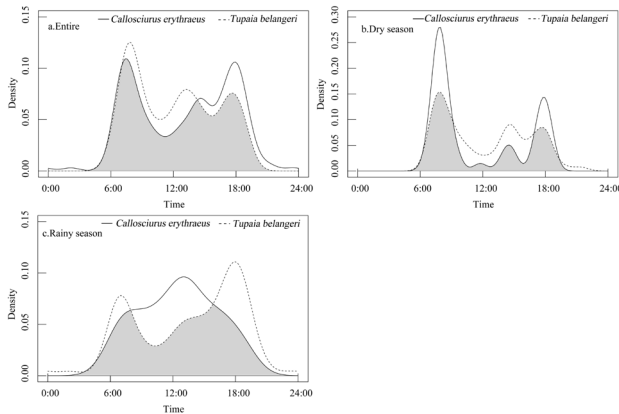 a.Entire
Callosciurus erythraeus
Tupaia belangeri
Density
0.15
0.10
0.05
0.00
0:00 6:00 12:00 18:00 24:00
Time
b.Dry season
Callosciurus erythraeus
Tupaia belangeri
Density
0.30
0.25
0.20
0.15
0.10
0.05
0.00
0:00 6:00 12:00 18:00 24:00
Time
c.Rainy season
Callosciurus erythraeus
Tupaia belangeri
Density
0.15
0.10
0.05
0.00
0:00 6:00 12:00 18:00 24:00
Time